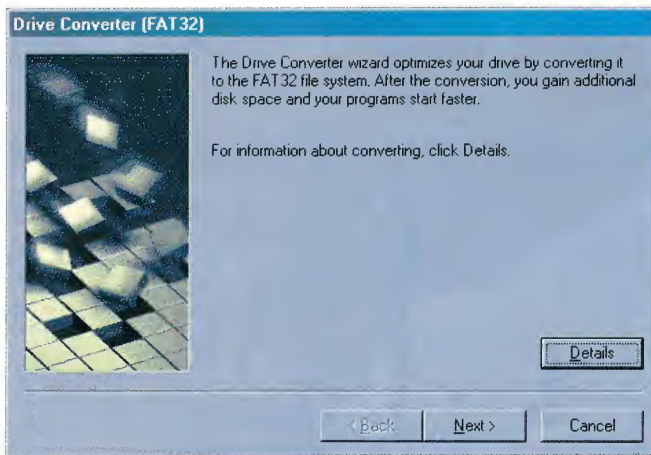 Drive Converter (FAT32)
The Drive Converter wizard optimizes your drive by converting it
to the FAT32 file system. After the conversion, you gain additional
disk space and your programs start faster.
For information about converting, click Details.
Details
< Back
Next >
Cancel